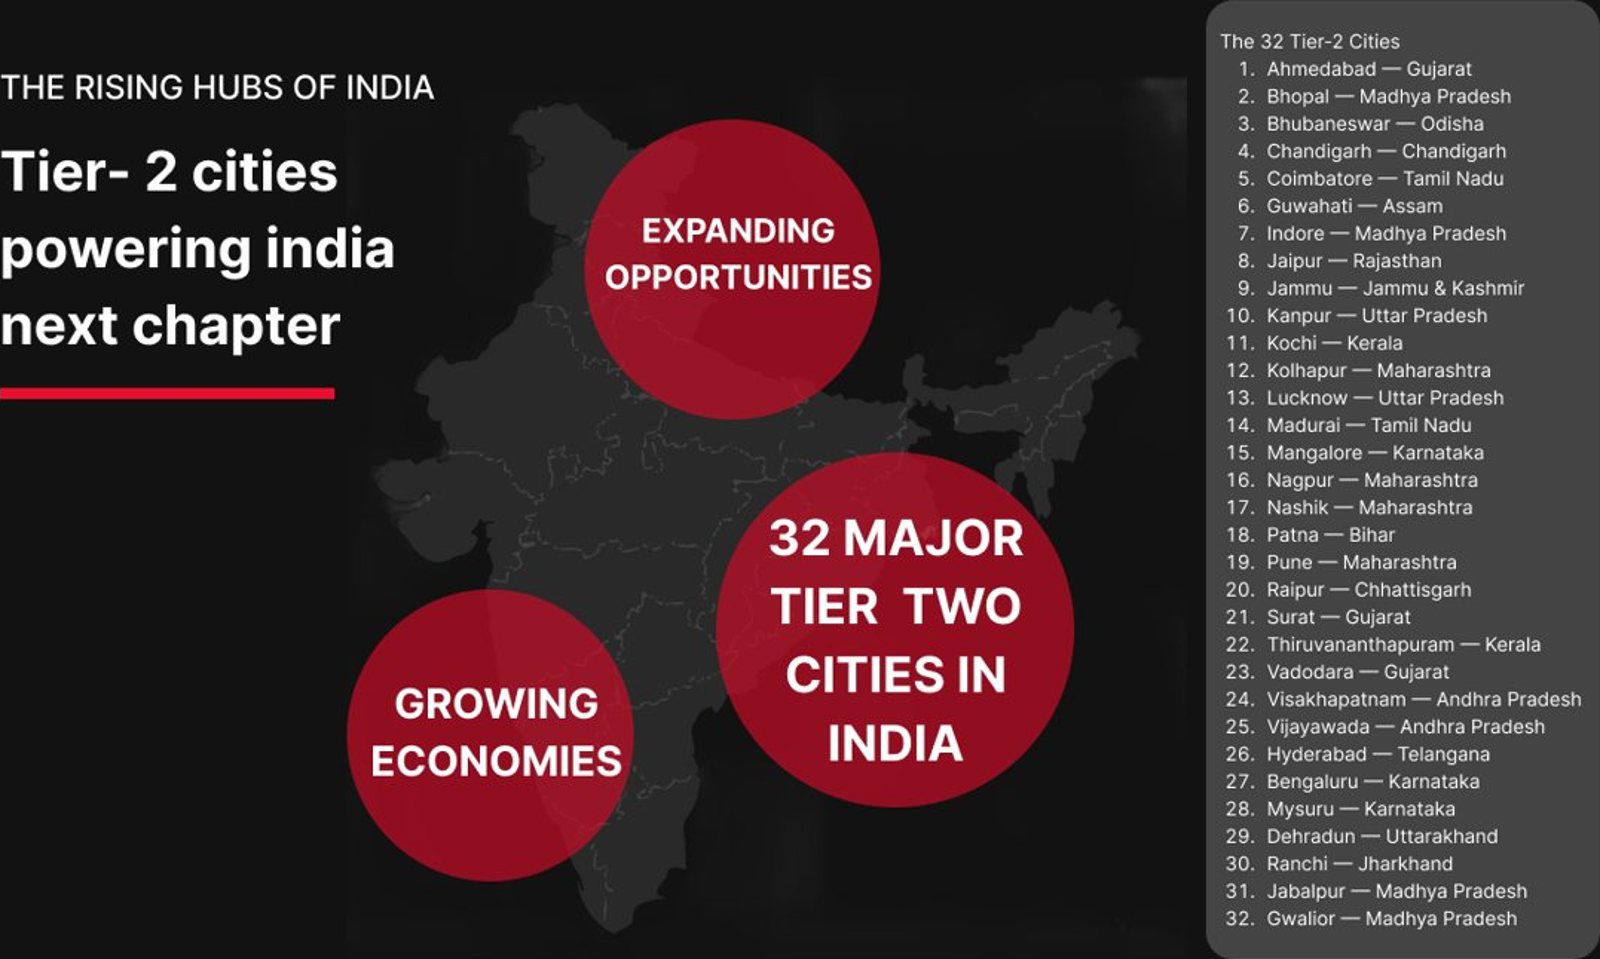 THE RISING HUBS OF INDIA
Tier- 2 cities
powering india
next chapter
EXPANDING
OPPORTUNITIES
32 MAJOR
TIER  TWO
CITIES IN
INDIA
GROWING
ECONOMIES
The 32 Tier-2 Cities
1. Ahmedabad — Gujarat
2. Bhopal — Madhya Pradesh
3. Bhubaneswar — Odisha
4. Chandigarh — Chandigarh
5. Coimbatore — Tamil Nadu
6. Guwahati — Assam
7. Indore — Madhya Pradesh
8. Jaipur — Rajasthan
9. Jammu — Jammu & Kashmir
10. Kanpur — Uttar Pradesh
11. Kochi — Kerala
12. Kolhapur — Maharashtra
13. Lucknow — Uttar Pradesh
14. Madurai — Tamil Nadu
15. Mangalore — Karnataka
16. Nagpur — Maharashtra
17. Nashik — Maharashtra
18. Patna — Bihar
19. Pune — Maharashtra
20. Raipur — Chhattisgarh
21. Surat — Gujarat
22. Thiruvananthapuram — Kerala
23. Vadodara — Gujarat
24. Visakhapatnam — Andhra Pradesh
25. Vijayawada — Andhra Pradesh
26. Hyderabad — Telangana
27. Bengaluru — Karnataka
28. Mysuru — Karnataka
29. Dehradun — Uttarakhand
30. Ranchi — Jharkhand
31. Jabalpur — Madhya Pradesh
32. Gwalior — Madhya Pradesh